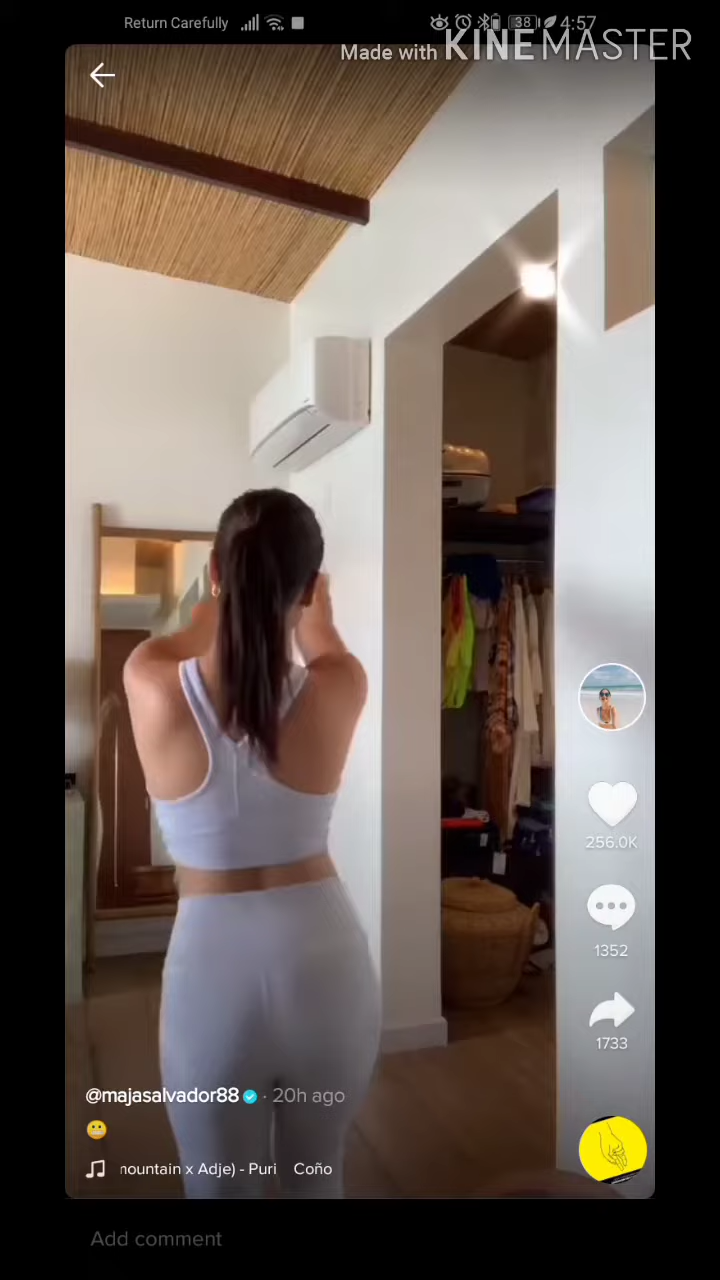 Return Carefully 38 4:57
Made with KINEMASTER
256.0K
1352
1733
@majasalvador88 · 20h ago
nountain x Adje) - Puri Coño
Add comment